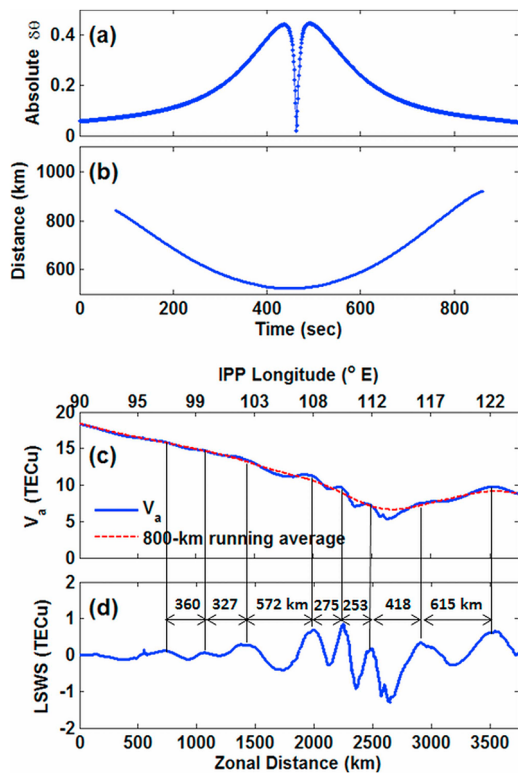 (a)
Absolute δθ
0.4
0.2
0
(b)
Distance (km)
1000
800
600
0 200 400 600 800
Time (sec)
IPP Longitude (° E)
90 97 99 103 108 110 112 117 122
20
15
10
5
0
(c)
Va (TECu)
Va
800-km running average
(d)
360 327 572 km 275 253 418 615 km
LSWS (TECu)
2
1
0
-1
-2
0 500 1000 1500 2000 2500 3000 3500
Zonal Distance (km)